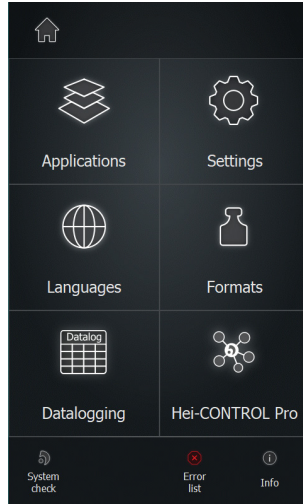 Applications
Settings
Languages
Formats
Datalog
Datalogging
Hei-CONTROL Pro
System
check
Error
list
Info